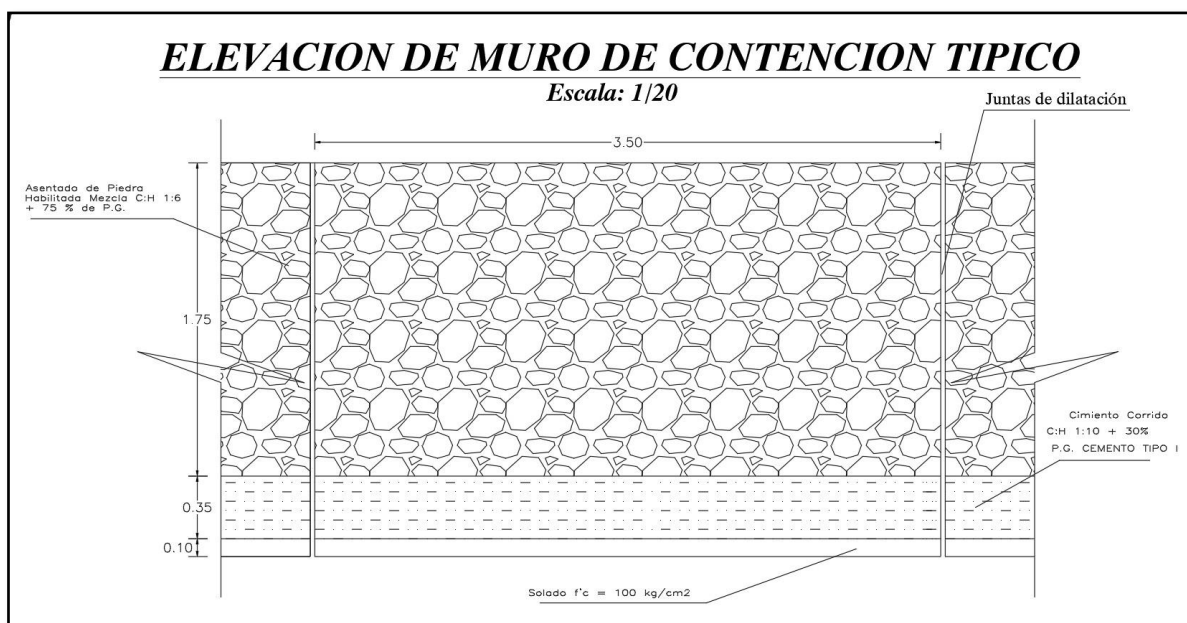 ELEVACION DE MURO DE CONTENCION TIPICO
Escala: 1/20
Juntas de dilatación
3.50
Asentado de Piedra
Habilitada Mezcla C:H 1:6
+ 75 % de P.G.
1.75
Cimiento Corrido
C:H 1:10 + 30%
P.G. CEMENTO TIPO I
0.35
0.10
Solado f'c = 100 kg/cm2